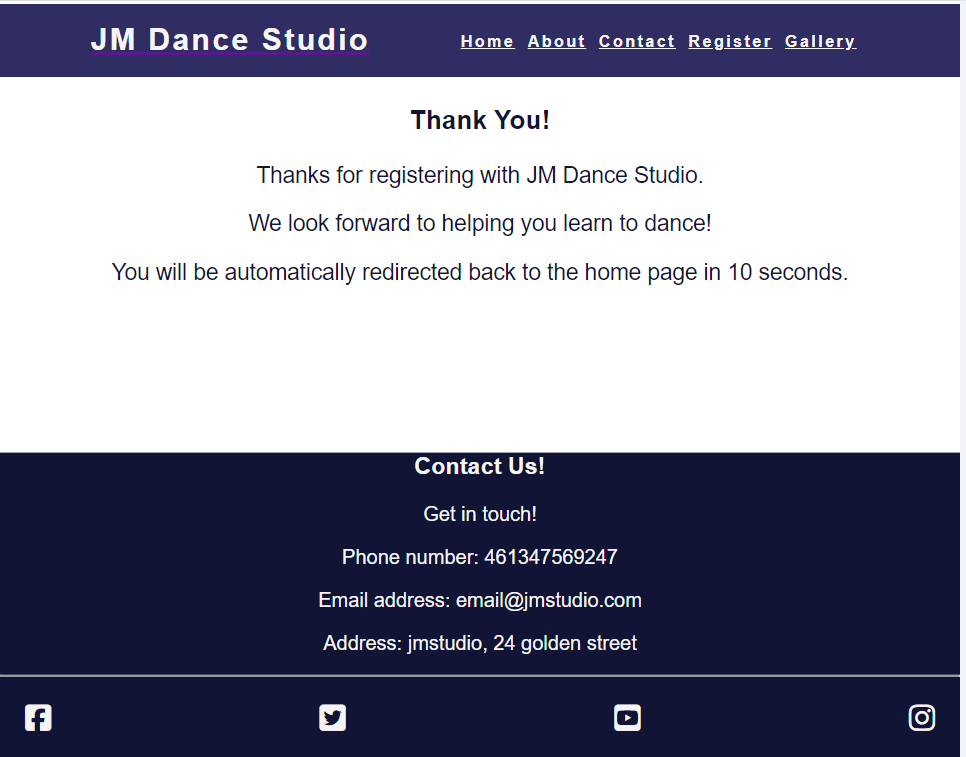 JM Dance Studio
Home About Contact Register Gallery
Thank You!
Thanks for registering with JM Dance Studio.
We look forward to helping you learn to dance!
You will be automatically redirected back to the home page in 10 seconds.
Contact Us!
Get in touch!
Phone number: 461347569247
Email address: email@jmstudio.com
Address: jmstudio, 24 golden street